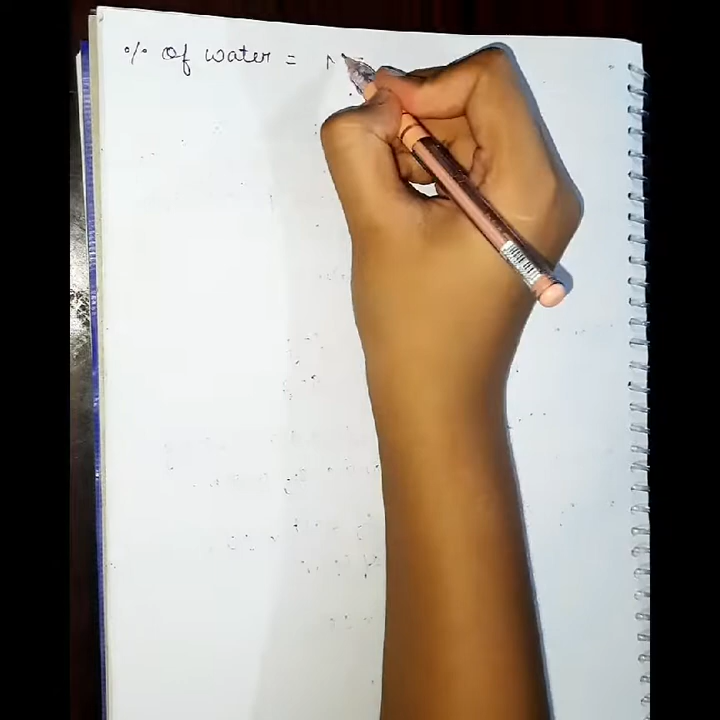 % of water =